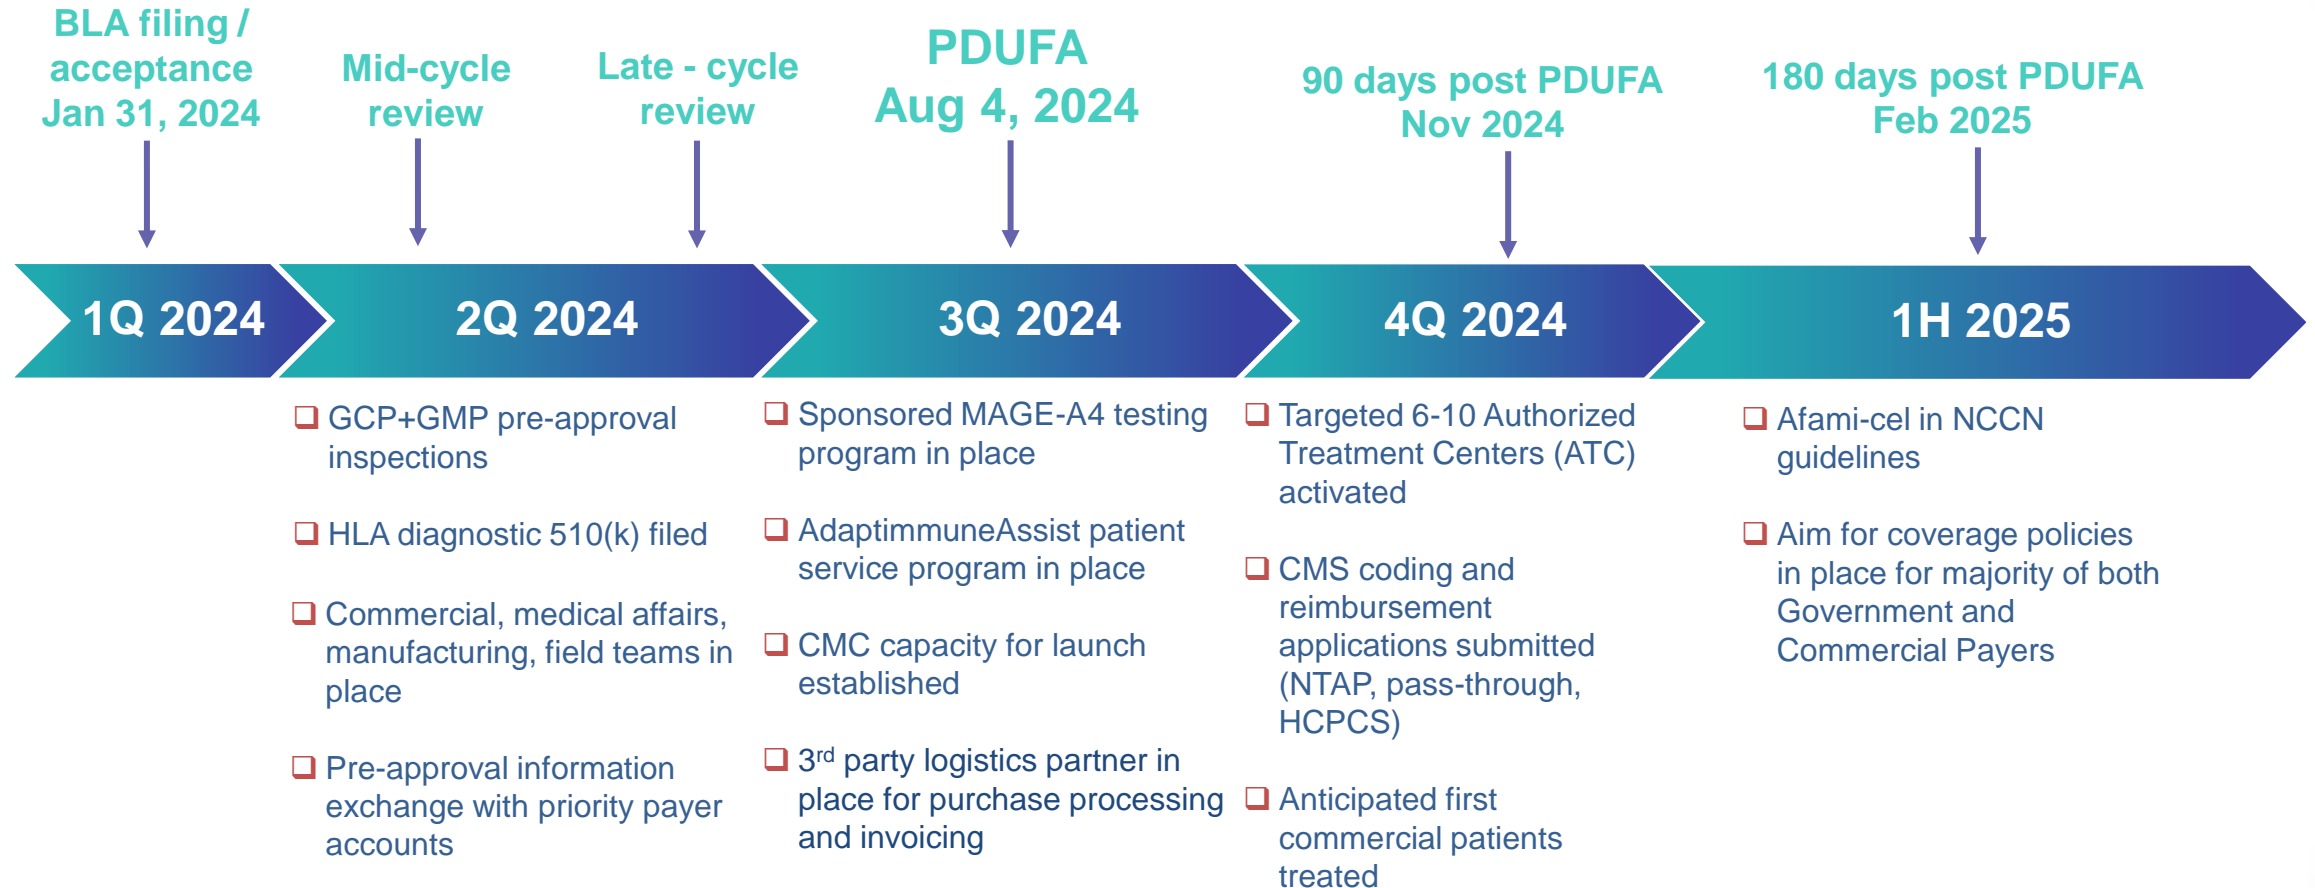 BLA filing /
acceptance
Jan 31, 2024
Mid-cycle
review
Late - cycle
review
PDUFA
Aug 4, 2024
90 days post PDUFA
Nov 2024
180 days post PDUFA
Feb 2025
1Q 2024
2Q 2024
3Q 2024
4Q 2024
1H 2025
GCP+GMP pre-approval
inspections
HLA diagnostic 510(k) filed
Commercial, medical affairs,
manufacturing, field teams in
place
Pre-approval information
exchange with priority payer
accounts
Sponsored MAGE-A4 testing
program in place
AdaptimmuneAssist patient
service program in place
CMC capacity for launch
established
3rd party logistics partner in
place for purchase processing
and invoicing
Targeted 6-10 Authorized
Treatment Centers (ATC)
activated
CMS coding and
reimbursement
applications submitted
(NTAP, pass-through,
HCPCS)
Anticipated first
commercial patients
treated
Afami-cel in NCCN
guidelines
Aim for coverage policies
in place for majority of both
Government and
Commercial Payers